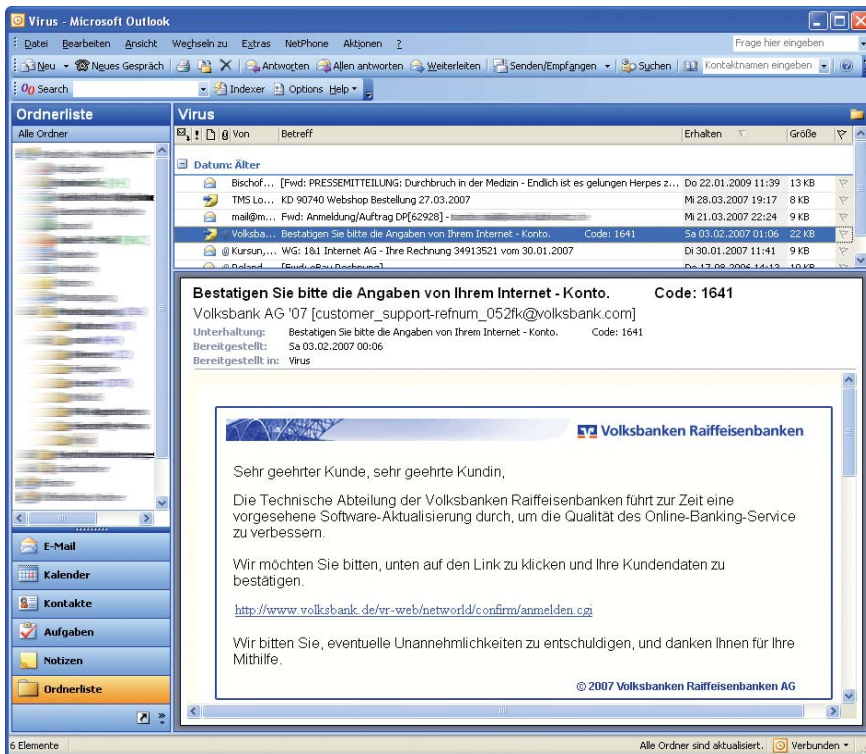 Virus - Microsoft Outlook
Datei Bearbeiten Ansicht Wechseln zu Extras NetPhone Aktionen ? Frage hier eingeben
Neu Neues Gespräch Antworten Allen antworten Weiterleiten Senden/Empfangen Suchen Kontaktnamen eingeben
Search Indexer Options Help
Ordnerliste
Alle Ordner
Virus
Von Betreff Erhalten Größe
Datum: Älter
Bischof... [Fwd: PRESSEMITTEILUNG: Durchbruch in der Medizin - Endlich ist es gelungen Herpes z... Do 22.01.2009 11:39 13 KB
TMS Lo... KD 90740 Webshop Bestellung 27.03.2007 Mi 28.03.2007 19:17 8 KB
mail@m... Fwd: Anmeldung/Auftrag DP[62928] - Mi 21.03.2007 22:24 9 KB
Volksba... Bestatigen Sie bitte die Angaben von Ihrem Internet - Konto. Code: 1641 Sa 03.02.2007 01:06 22 KB
Kursun,... WG: 1&1 Internet AG - Ihre Rechnung 34913521 vom 30.01.2007 Di 30.01.2007 11:41 9 KB
Roland [Fwd: eBay Rechnung] Do 17.08.2006 14:13 10 KB
Bestatigen Sie bitte die Angaben von Ihrem Internet - Konto. Code: 1641
Volksbank AG '07 [customer_support-refnum_052fk@volksbank.com]
Unterhaltung: Bestatigen Sie bitte die Angaben von Ihrem Internet - Konto. Code: 1641
Bereitgestellt: Sa 03.02.2007 00:06
Bereitgestellt in: Virus
Volksbanken Raiffeisenbanken
Sehr geehrter Kunde, sehr geehrte Kundin,
Die Technische Abteilung der Volksbanken Raiffeisenbanken führt zur Zeit eine
vorgesehene Software-Aktualisierung durch, um die Qualität des Online-Banking-Service
zu verbessern.
Wir möchten Sie bitten, unten auf den Link zu klicken und Ihre Kundendaten zu
bestätigen.
http://www.volksbank.de/vr-web/networld/confirm/anmelden.cgi
Wir bitten Sie, eventuelle Unannehmlichkeiten zu entschuldigen, und danken Ihnen für Ihre
Mithilfe.
© 2007 Volksbanken Raiffeisenbanken AG
E-Mail
Kalender
Kontakte
Aufgaben
Notizen
Ordnerliste
6 Elemente Alle Ordner sind aktualisiert. Verbunden